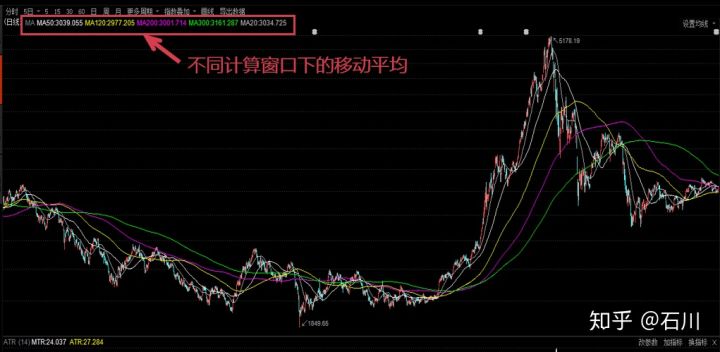 分时 5日 5 15 30 60 日 周 月 更多周期 指数叠加 画线 导出数据
(日线) MA MA50:3039.055 MA120:2977.205 MA200:3001.714 MA300:3161.287 MA20:3034.725 设置均线
不同计算窗口下的移动平均
5178.19
1849.65
知乎 @石川
ATR (14) MTR:24.037 ATR:27.284 改参数 加指标 换指标 X